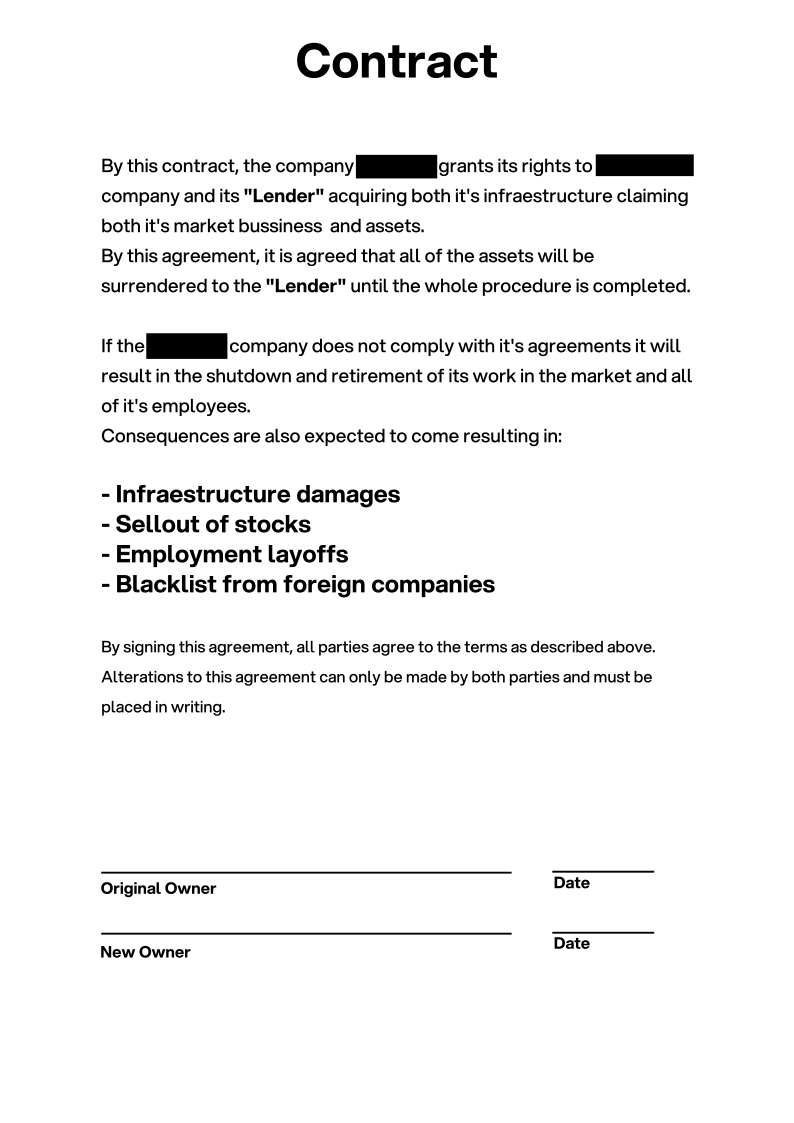 Contract
By this contract, the company grants its rights to
company and its "Lender" acquiring both it's infraestructure claiming
both it's market bussiness and assets.
By this agreement, it is agreed that all of the assets will be
surrendered to the "Lender" until the whole procedure is completed.
If the company does not comply with it's agreements it will
result in the shutdown and retirement of its work in the market and all
of it's employees.
Consequences are also expected to come resulting in:
- Infraestructure damages
- Sellout of stocks
- Employment layoffs
- Blacklist from foreign companies
By signing this agreement, all parties agree to the terms as described above.
Alterations to this agreement can only be made by both parties and must be
placed in writing.
Original Owner
Date
New Owner
Date